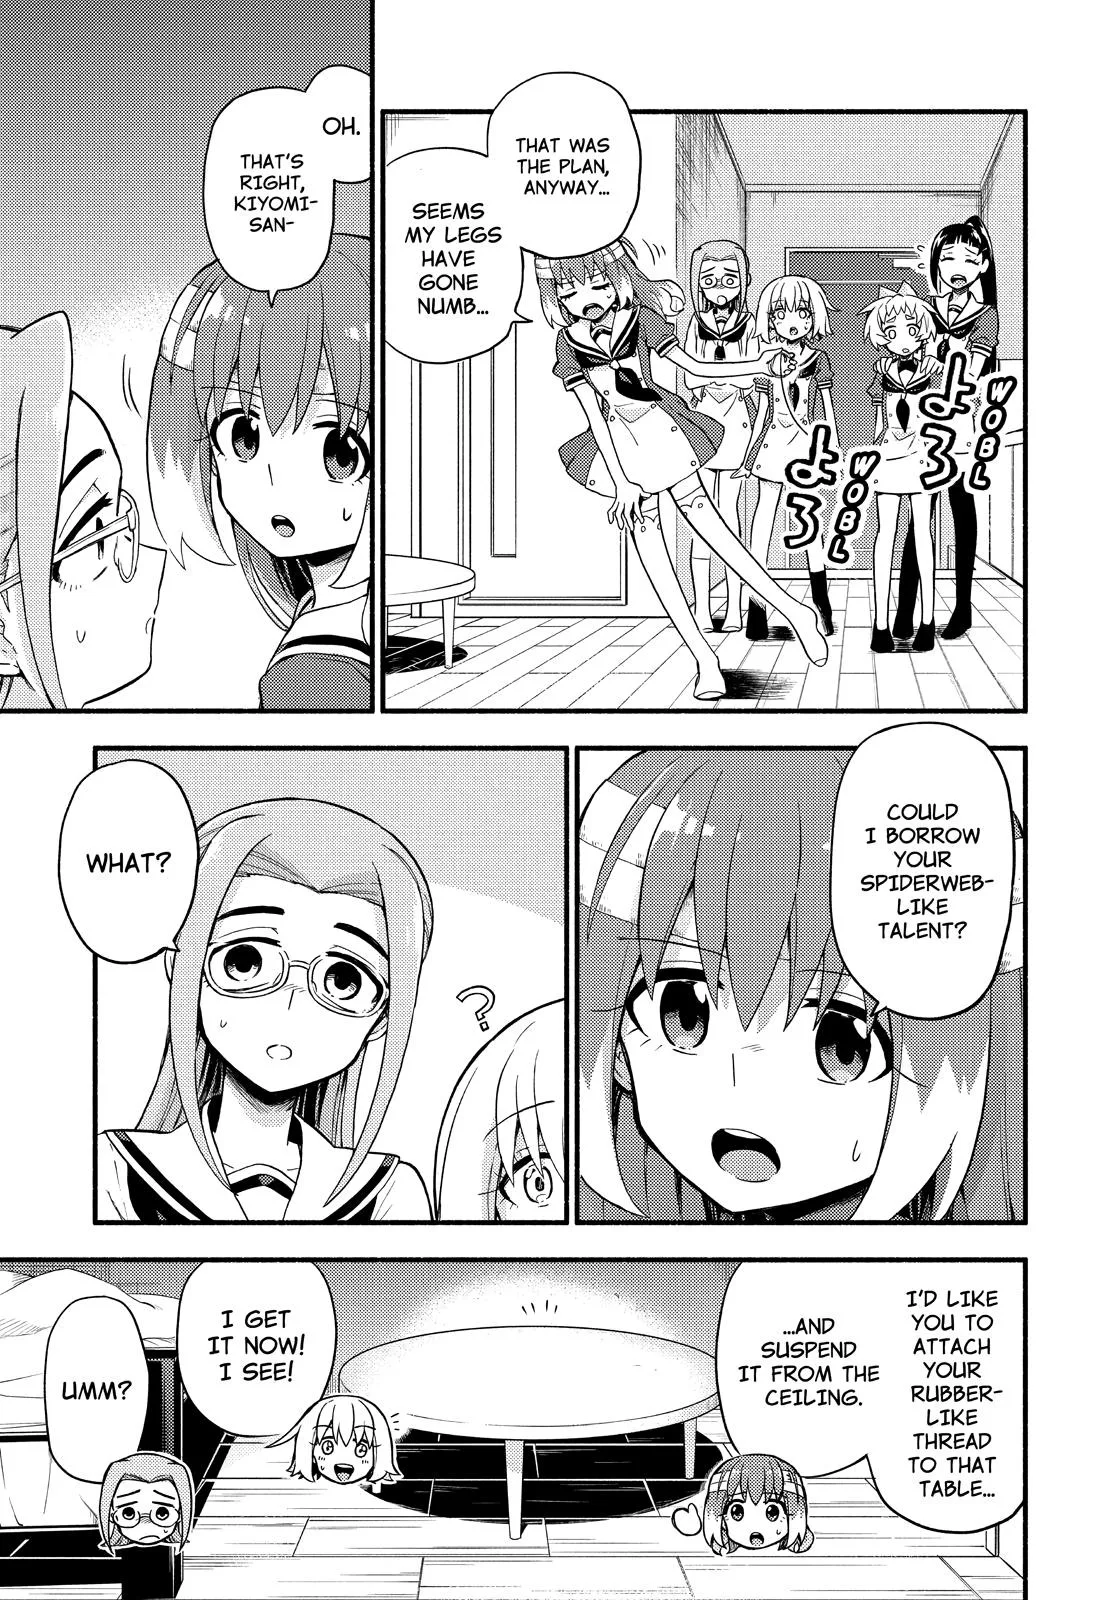 THAT WAS
THE PLAN,
ANYWAY...
SEEMS
MY LEGS
HAVE
GONE
NUMB...
WOBL
よろ
WOBL
よろ
OH.
THAT'S
RIGHT,
KIYOMI-
SAN-
COULD
I BORROW
YOUR
SPIDERWEB-
LIKE
TALENT?
WHAT?
?
I'D LIKE
YOU TO
ATTACH
YOUR
RUBBER-
LIKE
THREAD
TO THAT
TABLE...
...AND
SUSPEND
IT FROM THE
CEILING.
I GET
IT NOW!
I SEE!
UMM?